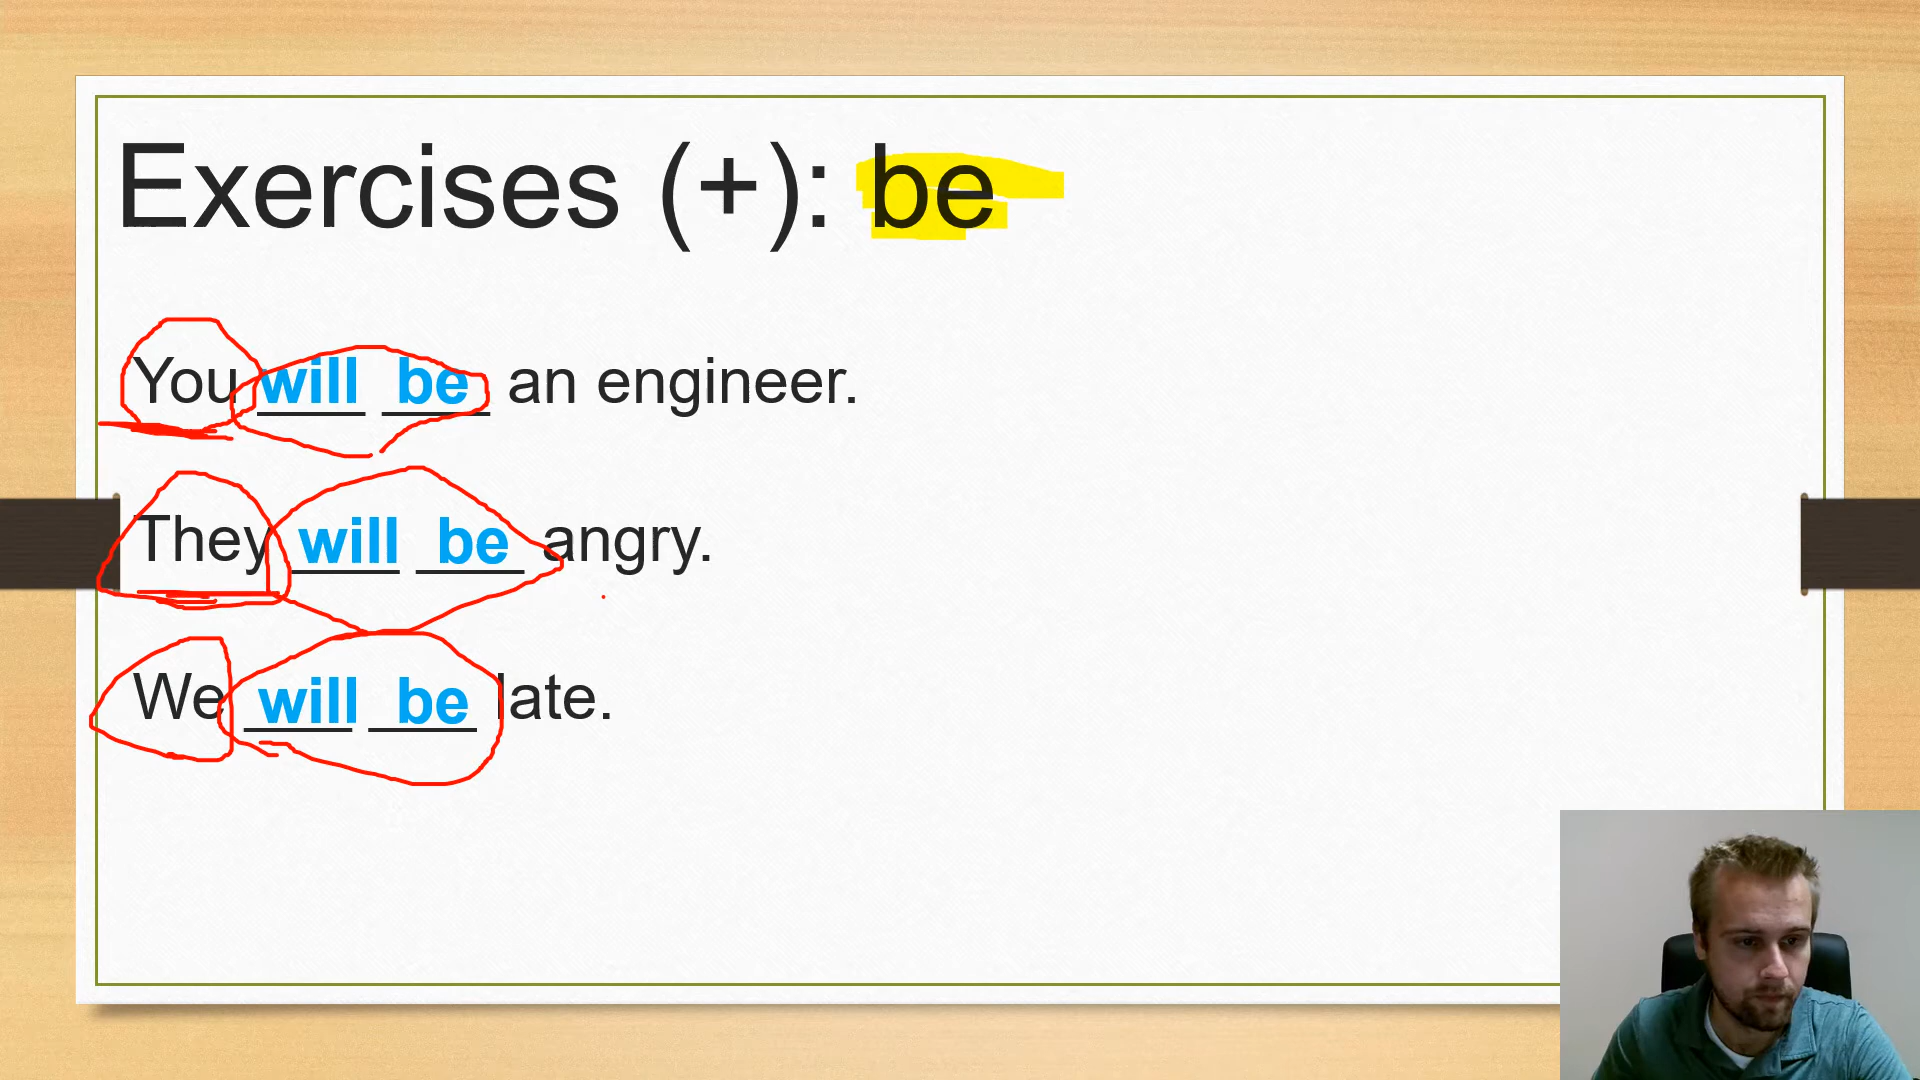 Exercises (+): be
You will be an engineer.
They will be angry.
We will be late.